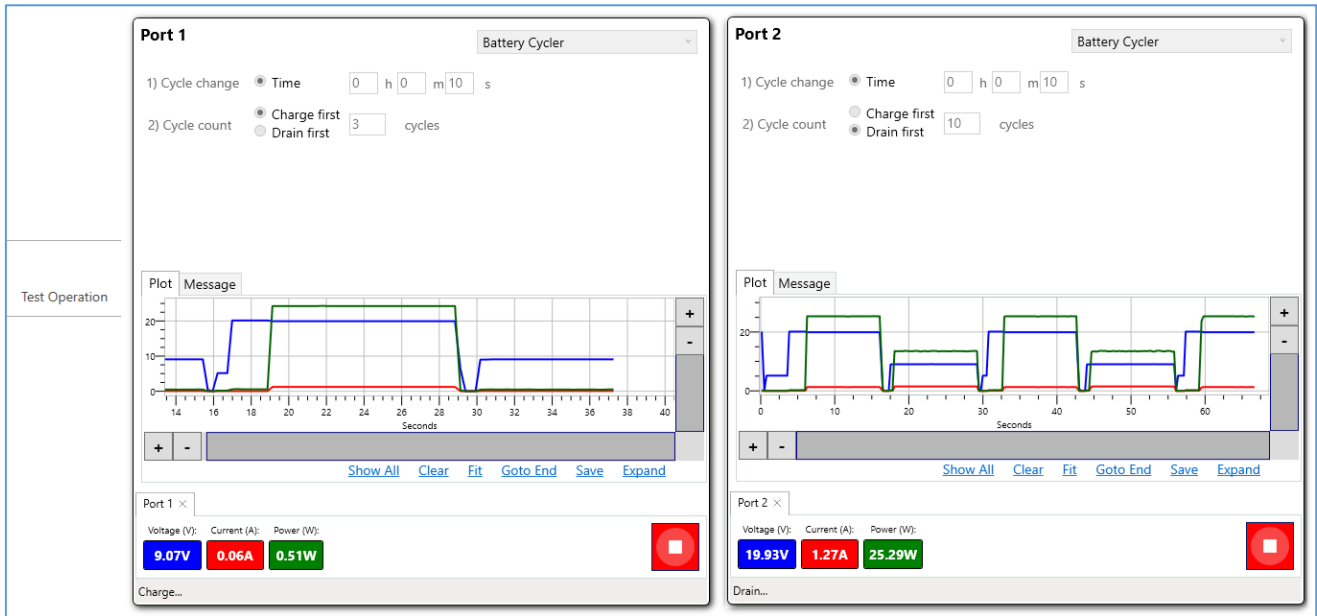 Test Operation
Port 1
Battery Cycler
1) Cycle change Time 0 h 0 m 10 s
2) Cycle count Charge first 3 cycles
Drain first
Plot Message
20
10
0
14 16 18 20 22 24 26 28 30 32 34 36 38 40
Seconds
+ -
+ -
Show All Clear Fit Goto End Save Expand
Port 1 ×
Voltage (V): Current (A): Power (W):
9.07V 0.06A 0.51W
Charge...
Port 2
Battery Cycler
1) Cycle change Time 0 h 0 m 10 s
2) Cycle count Charge first 10 cycles
Drain first
Plot Message
20
0
0 10 20 30 40 50 60
Seconds
+ -
+ -
Show All Clear Fit Goto End Save Expand
Port 2 ×
Voltage (V): Current (A): Power (W):
19.93V 1.27A 25.29W
Drain...